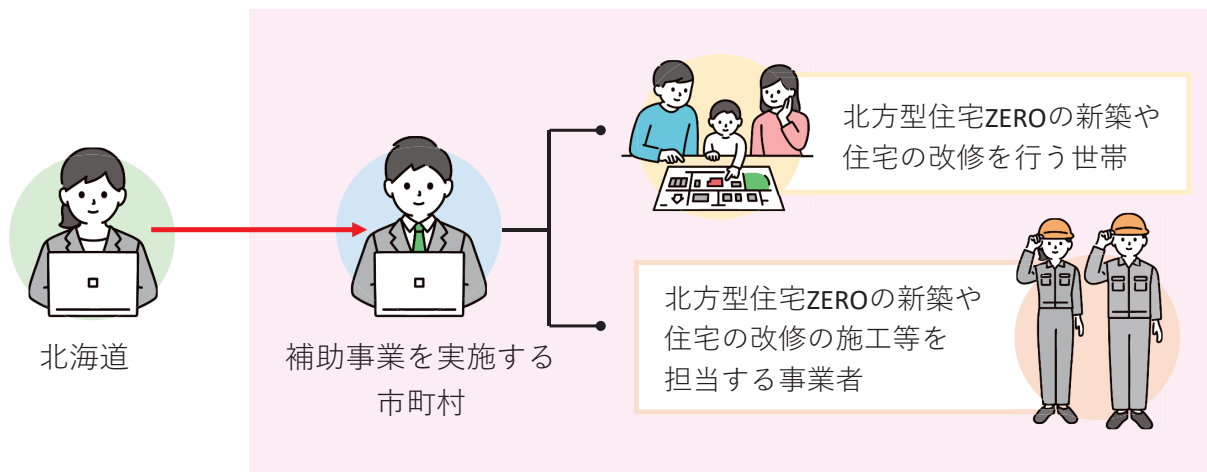 北海道
補助事業を実施する
市町村
北方型住宅ZEROの新築や
住宅の改修を行う世帯
北方型住宅ZEROの新築や
住宅の改修の施工等を
担当する事業者